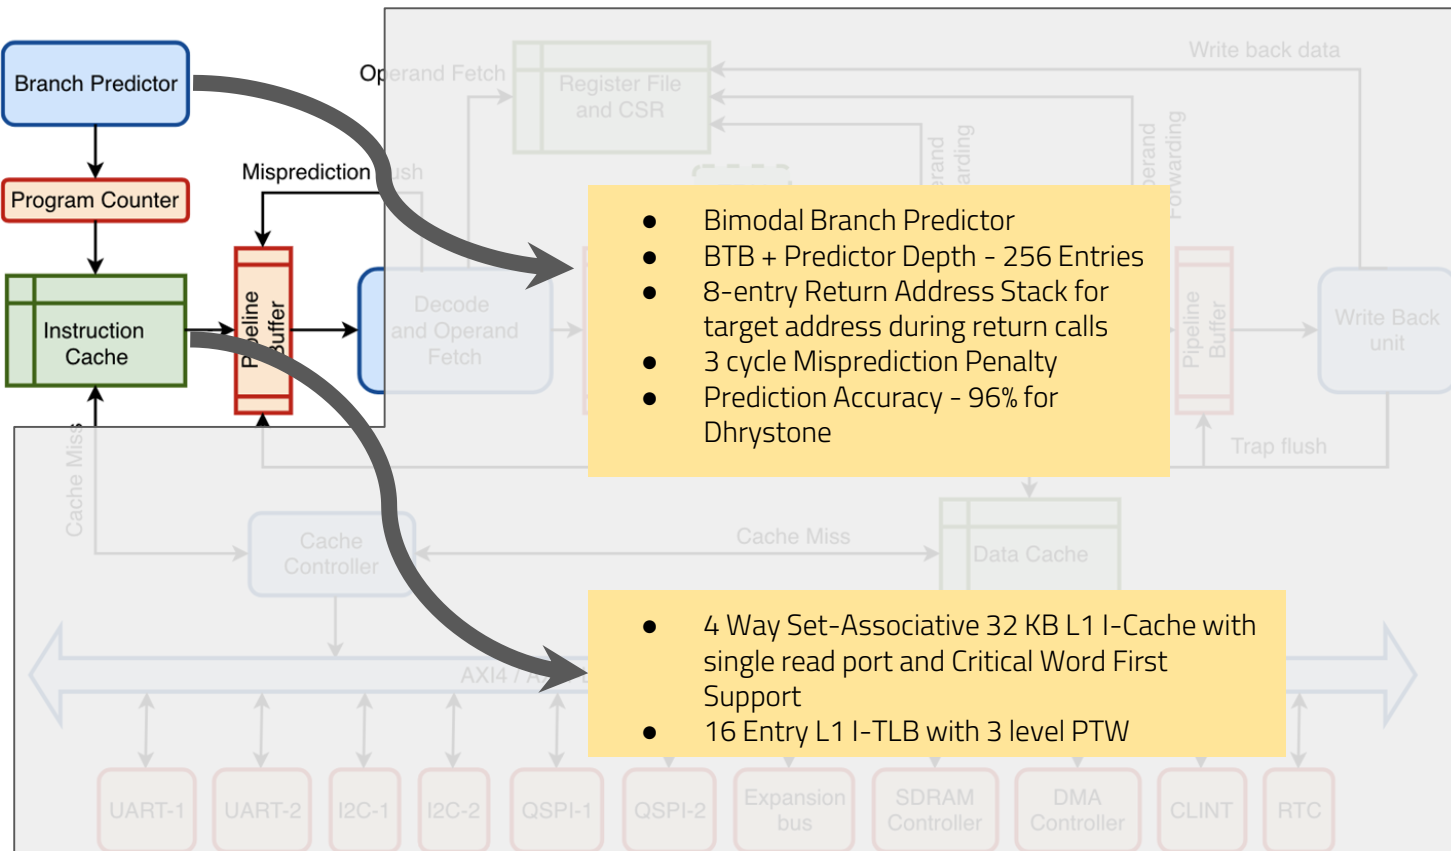 Branch Predictor
Operand Fetch
Register File
and CSR
Write back data
Program Counter
Misprediction
Forwarding
Instruction
Cache
Pipeline
Buffer
Decode
and Operand
Fetch
● Bimodal Branch Predictor
● BTB + Predictor Depth - 256 Entries
● 8-entry Return Address Stack for
target address during return calls
● 3 cycle Misprediction Penalty
● Prediction Accuracy - 96% for
Dhrystone
Pipeline
Buffer
Write Back
unit
Trap flush
Cache Miss
Cache
Controller
Cache Miss
Data Cache
● 4 Way Set-Associative 32 KB L1 I-Cache with
single read port and Critical Word First
Support
● 16 Entry L1 I-TLB with 3 level PTW
AXI4 /
UART-1
UART-2
I2C-1
I2C-2
QSPI-1
QSPI-2
Expansion
bus
SDRAM
Controller
DMA
Controller
CLINT
RTC